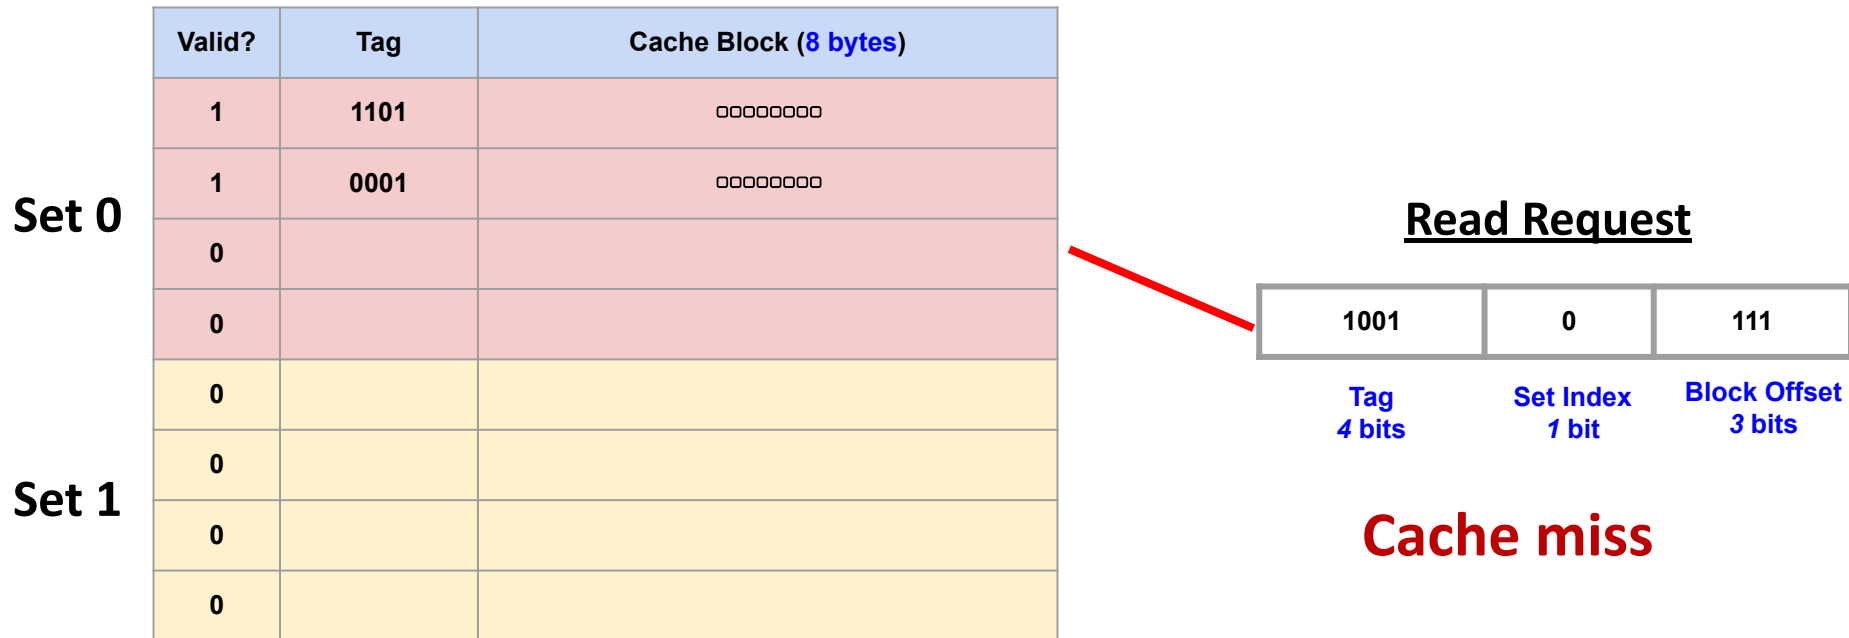 Valid? Tag Cache Block (8 bytes)
1 1101 ▢▢▢▢▢▢▢▢
1 0001 ▢▢▢▢▢▢▢▢
Set 0
0
0
0
0
Set 1
0
0
Read Request
1001 0 111
Tag Set Index Block Offset
4 bits 1 bit 3 bits
Cache miss